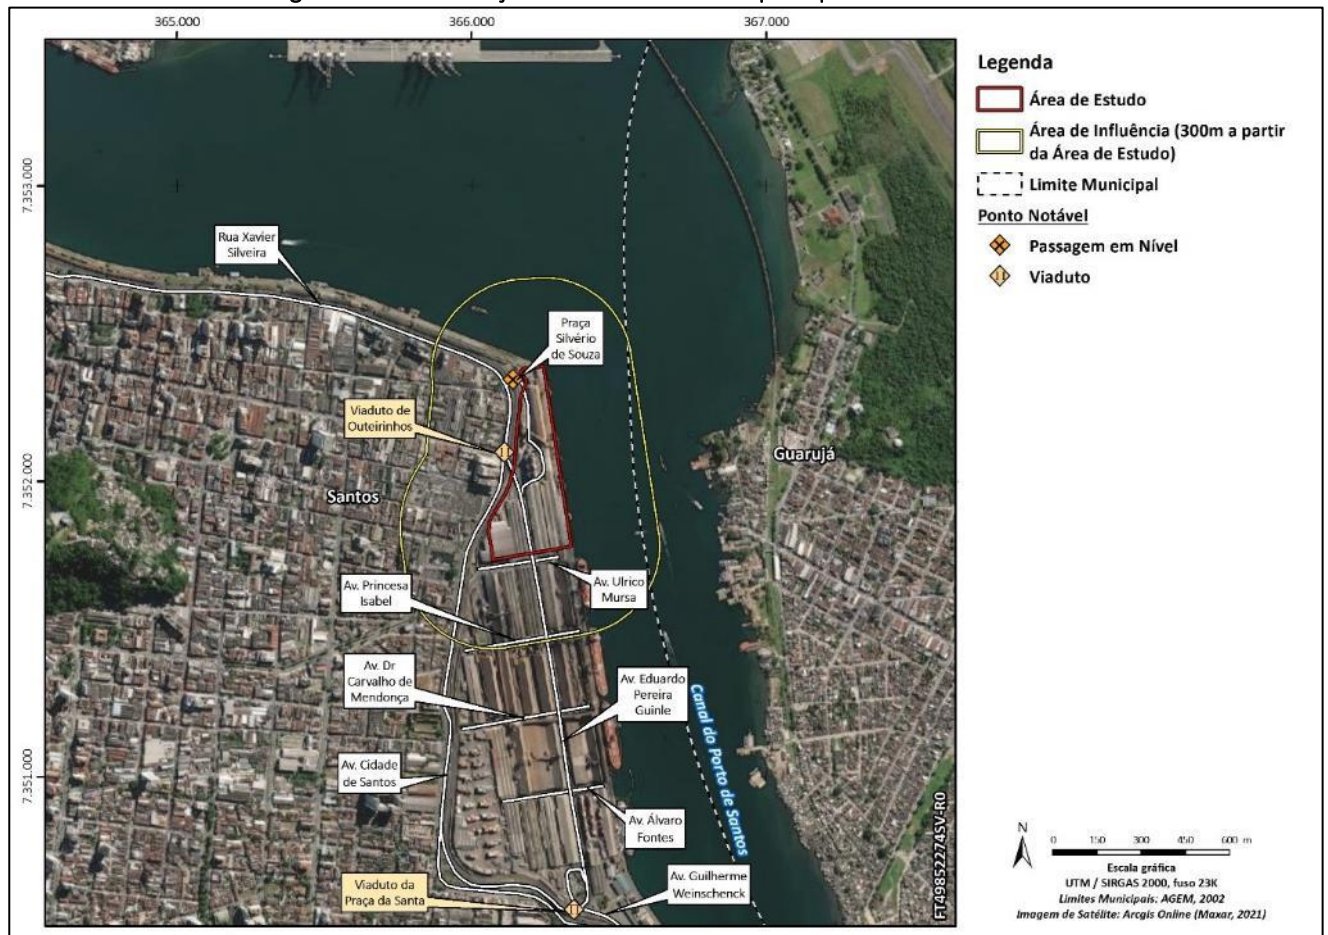 365.000
366.000
367.000
7.353.000
7.352.000
7.351.000
Rua Xavier
Silveira
Praça
Silvério
de Souza
Viaduto de
Outeirinhos
Santos
Guarujá
Av. Princesa
Isabel
Av. Ulrico
Mursa
Av. Dr
Carvalho de
Mendonça
Av. Eduardo
Pereira
Guinle
Av. Cidade
de Santos
Av. Álvaro
Fontes
Viaduto da
Praça da Santa
Av. Guilherme
Weinschenck
Canal do Porto de Santos
FT49852274SV-R0
Legenda
Área de Estudo
Área de Influência (300m a partir
da Área de Estudo)
Limite Municipal
Ponto Notável
Passagem em Nível
Viaduto
N
0 150 300 450 600 m
Escala gráfica
UTM / SIRGAS 2000, fuso 23K
Limites Municipais: AGEM, 2002
Imagem de Satélite: Arcgis Online (Maxar, 2021)